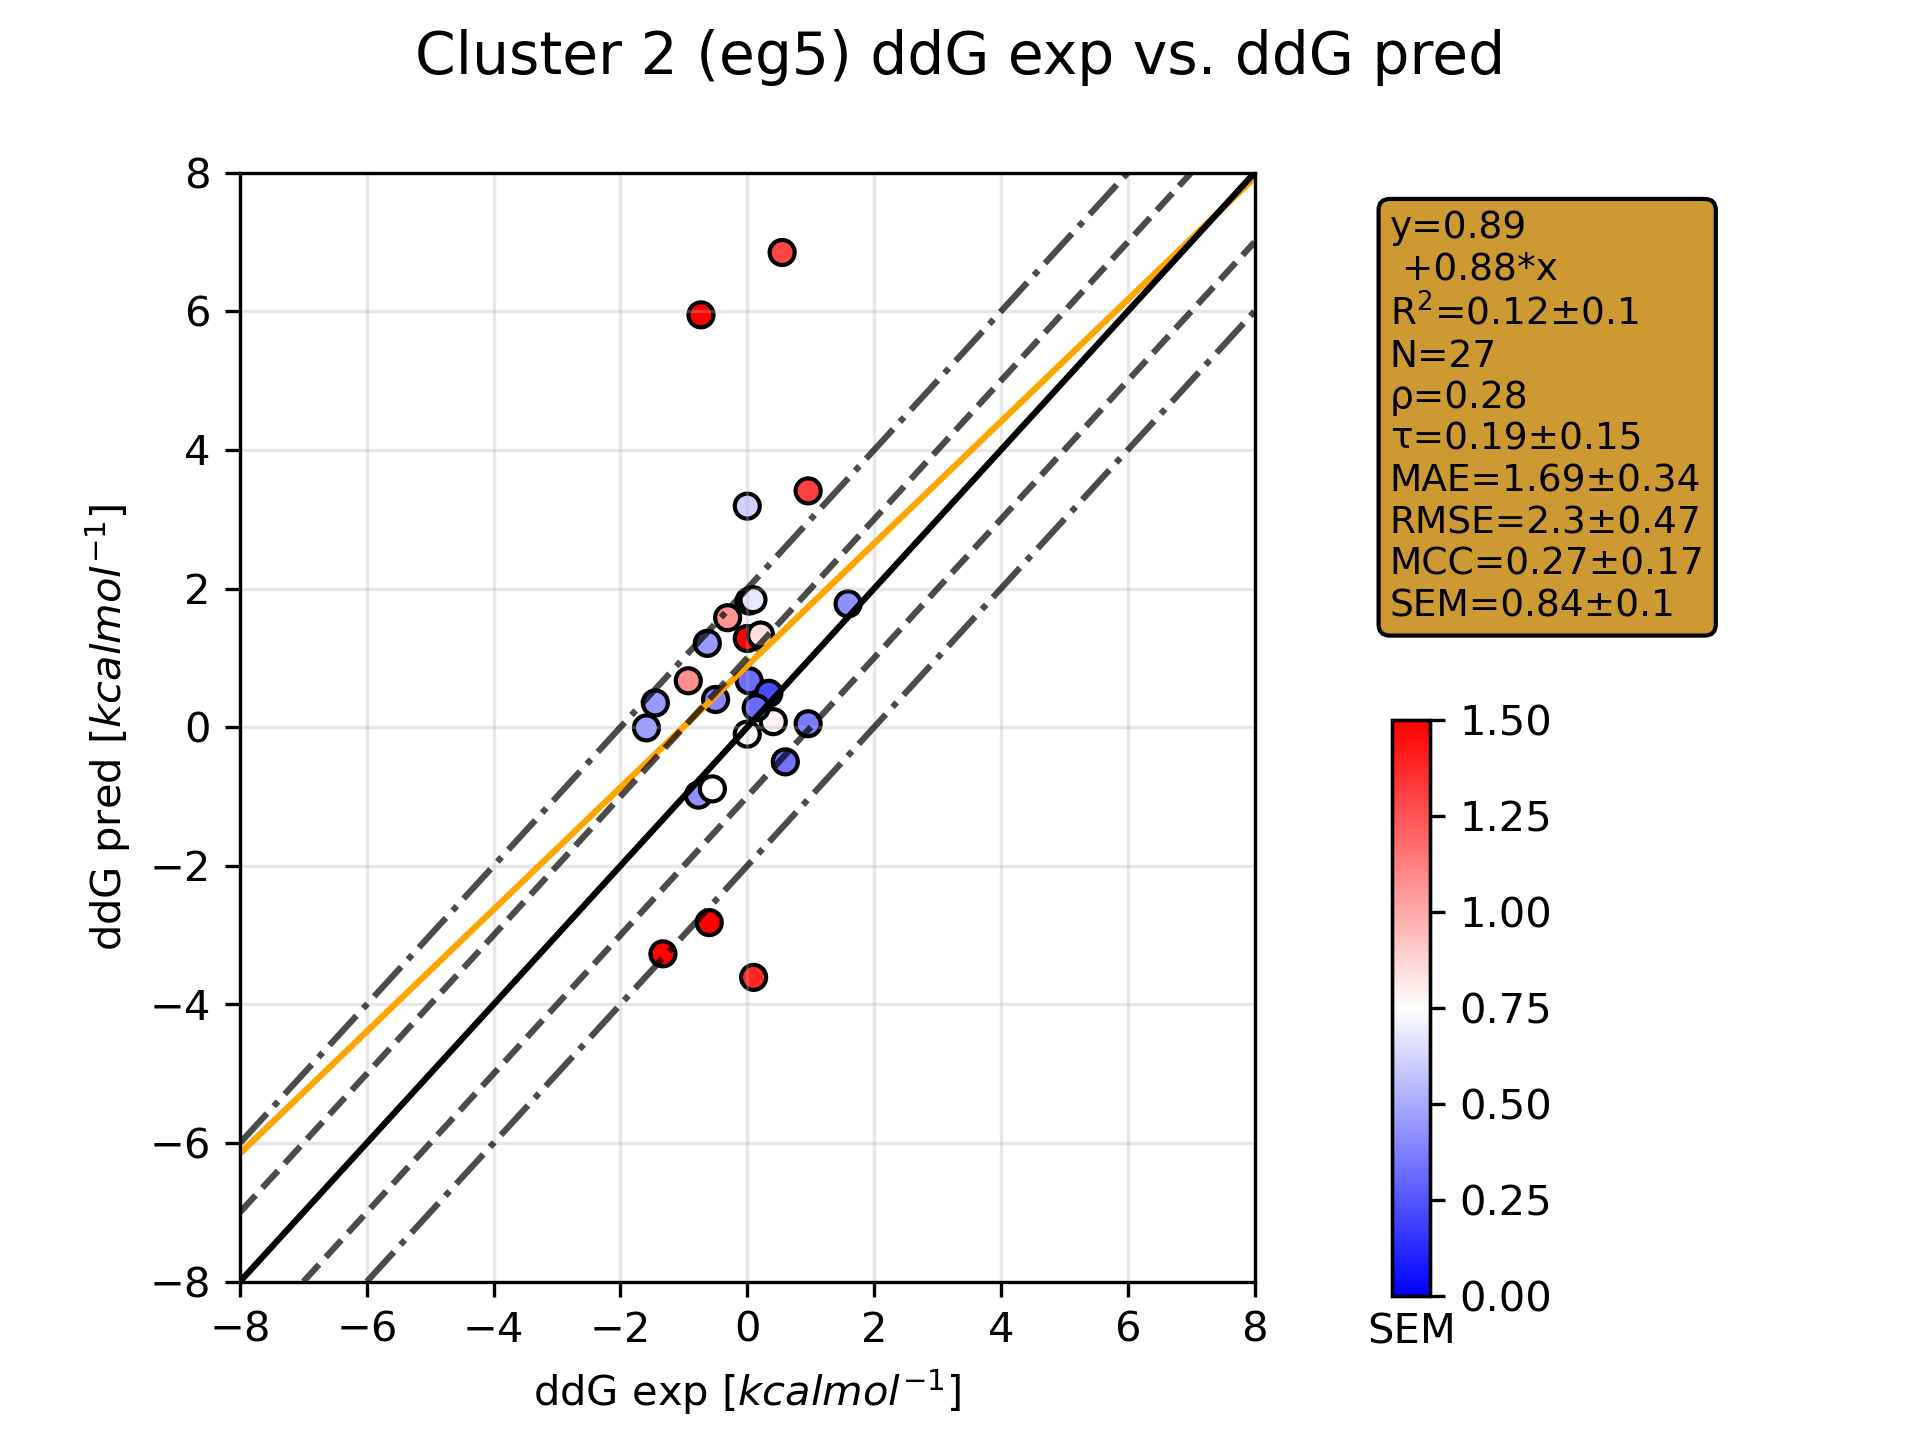 Cluster 2 (eg5) ddG exp vs. ddG pred
8
6
4
2
0
−2
−4
−6
−8
ddG pred [kcalmol⁻¹]
−8 −6 −4 −2 0 2 4 6 8
ddG exp [kcalmol⁻¹]
y=0.89
+0.88*x
R²=0.12±0.1
N=27
ρ=0.28
τ=0.19±0.15
MAE=1.69±0.34
RMSE=2.3±0.47
MCC=0.27±0.17
SEM=0.84±0.1
1.50
1.25
1.00
0.75
0.50
0.25
0.00
SEM